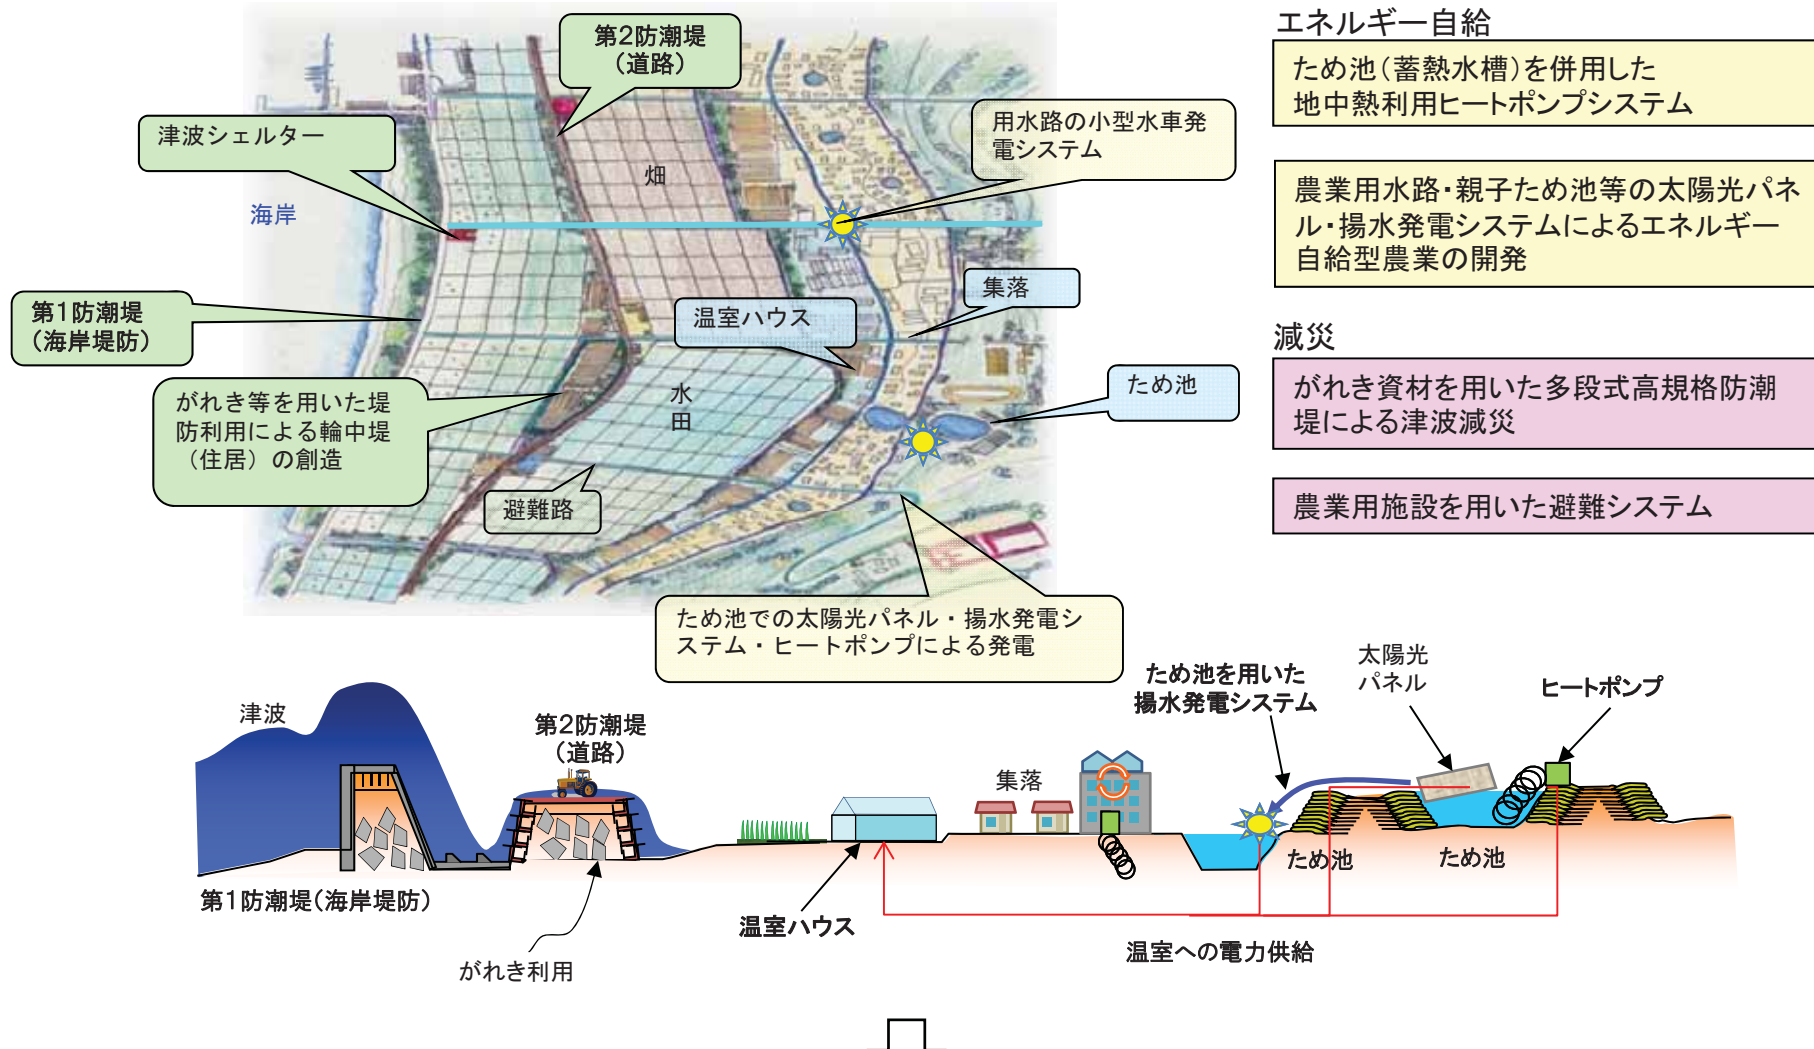 第2防潮堤
（道路）
津波シェルター
用水路の小型水車発
電システム
畑
海岸
第1防潮堤
（海岸堤防）
温室ハウス
集落
ため池
水
田
がれき等を用いた堤
防利用による輪中堤
（住居）の創造
避難路
ため池での太陽光パネル・揚水発電シ
ステム・ヒートポンプによる発電
エネルギー自給
ため池（蓄熱水槽）を併用した
地中熱利用ヒートポンプシステム
農業用水路・親子ため池等の太陽光パネ
ル・揚水発電システムによるエネルギー
自給型農業の開発
減災
がれき資材を用いた多段式高規格防潮
堤による津波減災
農業用施設を用いた避難システム
津波
第2防潮堤
（道路）
集落
ため池を用いた
揚水発電システム
太陽光
パネル
ヒートポンプ
第1防潮堤（海岸堤防）
がれき利用
温室ハウス
ため池
ため池
温室への電力供給